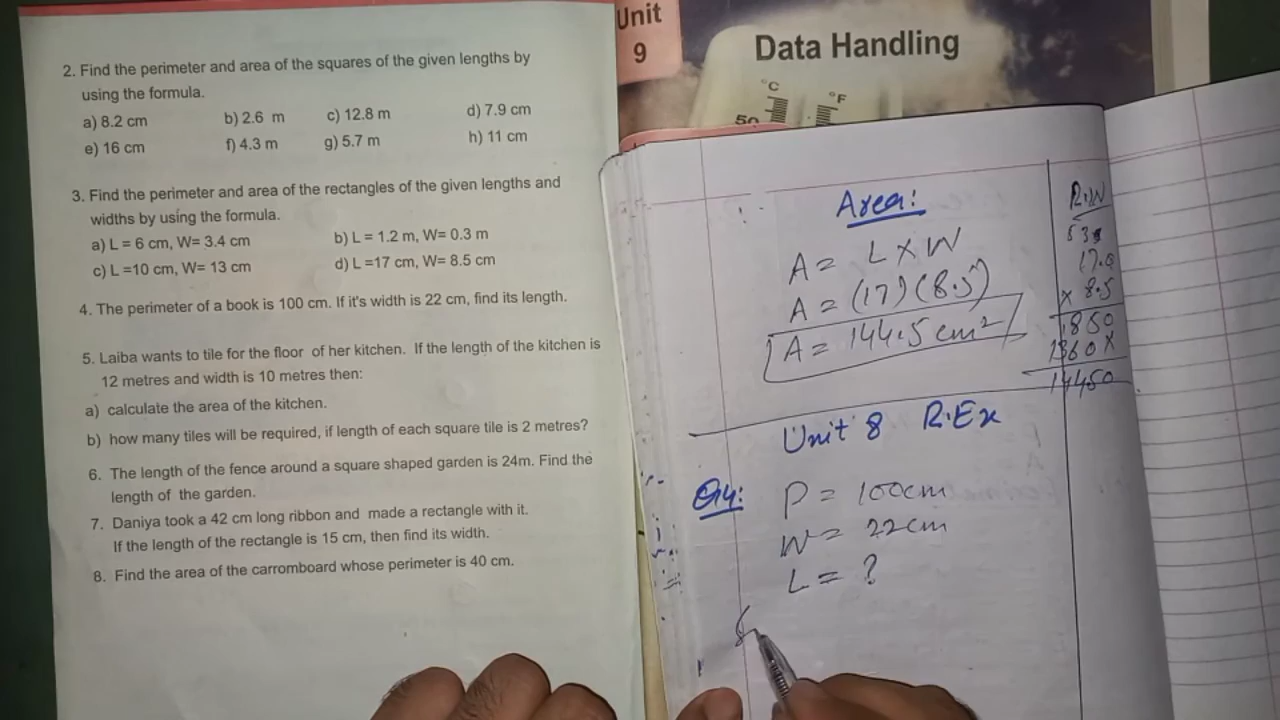 2. Find the perimeter and area of the squares of the given lengths by
using the formula.
a) 8.2 cm b) 2.6 m c) 12.8 m d) 7.9 cm
e) 16 cm f) 4.3 m g) 5.7 m h) 11 cm
3. Find the perimeter and area of the rectangles of the given lengths and
widths by using the formula.
a) L = 6 cm, W= 3.4 cm b) L = 1.2 m, W= 0.3 m
c) L =10 cm, W= 13 cm d) L =17 cm, W= 8.5 cm
4. The perimeter of a book is 100 cm. If it's width is 22 cm, find its length.
5. Laiba wants to tile for the floor of her kitchen. If the length of the kitchen is
12 metres and width is 10 metres then:
a) calculate the area of the kitchen.
b) how many tiles will be required, if length of each square tile is 2 metres?
6. The length of the fence around a square shaped garden is 24m. Find the
length of the garden.
7. Daniya took a 42 cm long ribbon and made a rectangle with it.
If the length of the rectangle is 15 cm, then find its width.
8. Find the area of the carromboard whose perimeter is 40 cm.
Unit
9
Data Handling
°C °F
50
Area:
A = L X W
A = (17) (8.5)
A = 144.5 cm²
R.W
17.0
x 8.5
1850
1360x
14450
Unit 8 R.Ex
Q4: P = 100cm
W = 22cm
L = ?